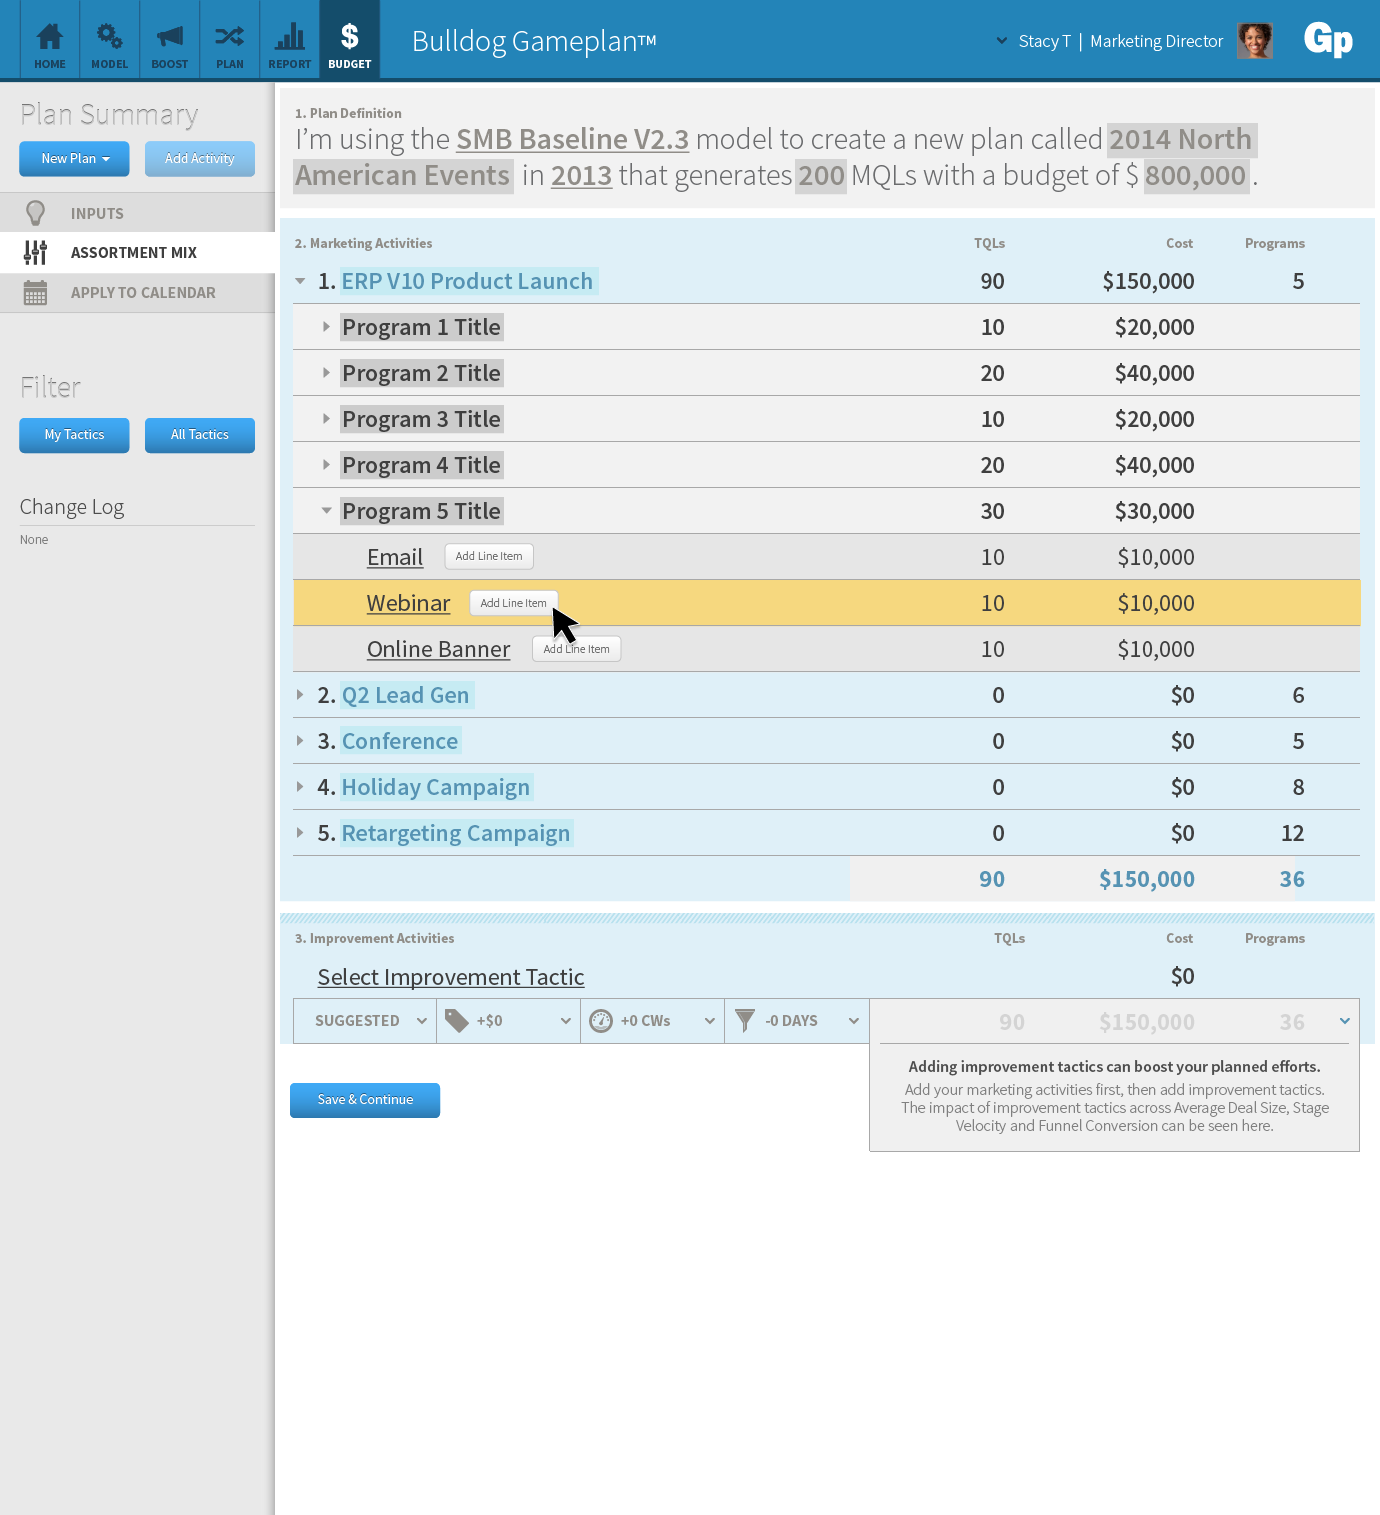 HOME MODEL BOOST PLAN REPORT $ BUDGET Bulldog Gameplan™ Stacy T | Marketing Director Gp
Plan Summary
New Plan Add Activity
INPUTS
ASSORTMENT MIX
APPLY TO CALENDAR
Filter
My Tactics All Tactics
Change Log
None
1. Plan Definition
I'm using the SMB Baseline V2.3 model to create a new plan called 2014 North
American Events in 2013 that generates 200 MQLs with a budget of $ 800,000 .
2. Marketing Activities TQLs Cost Programs
1. ERP V10 Product Launch 90 $150,000 5
Program 1 Title 10 $20,000
Program 2 Title 20 $40,000
Program 3 Title 10 $20,000
Program 4 Title 20 $40,000
Program 5 Title 30 $30,000
Email Add Line Item 10 $10,000
Webinar Add Line Item 10 $10,000
Online Banner Add Line Item 10 $10,000
2. Q2 Lead Gen 0 $0 6
3. Conference 0 $0 5
4. Holiday Campaign 0 $0 8
5. Retargeting Campaign 0 $0 12
90 $150,000 36
3. Improvement Activities TQLs Cost Programs
Select Improvement Tactic $0
SUGGESTED +$0 +0 CWs -0 DAYS 90 $150,000 36
Adding improvement tactics can boost your planned efforts.
Add your marketing activities first, then add improvement tactics.
The impact of improvement tactics across Average Deal Size, Stage
Velocity and Funnel Conversion can be seen here.
Save & Continue